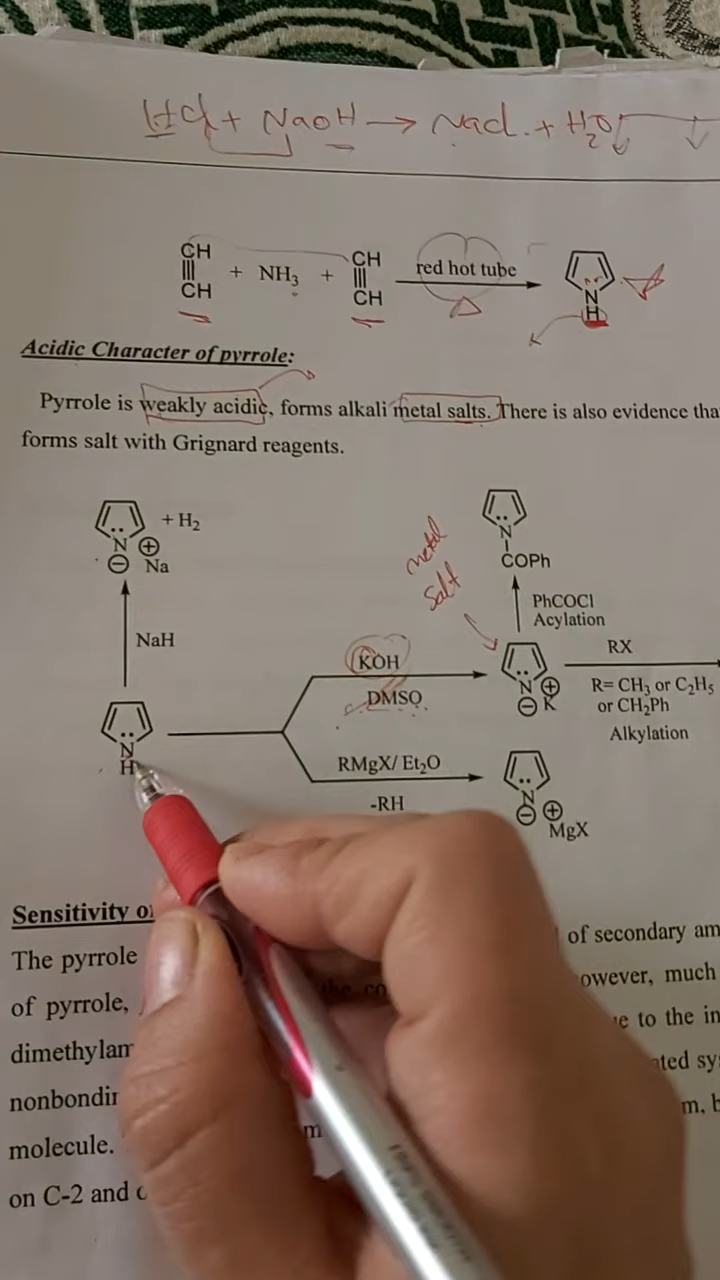 HCl + NaOH → NaCl + H2O
CH
≡
CH
+ NH3 +
CH
≡
CH
red hot tube
N
H
Acidic Character of pyrrole:
Pyrrole is weakly acidic, forms alkali metal salts. There is also evidence tha
forms salt with Grignard reagents.
N
⊖ ⊕
Na
+ H2
NaH
N
H
metal
salt
N
COPh
PhCOCl
Acylation
KOH
DMSO
N
⊖ ⊕
K
RX
R= CH3 or C2H5
or CH2Ph
Alkylation
RMgX/ Et2O
-RH
N
⊖ ⊕
MgX
Sensitivity o
The pyrrole of secondary am
of pyrrole, owever, much
dimethylam e to the in
nonbondin ated sy
molecule. m, b
on C-2 and